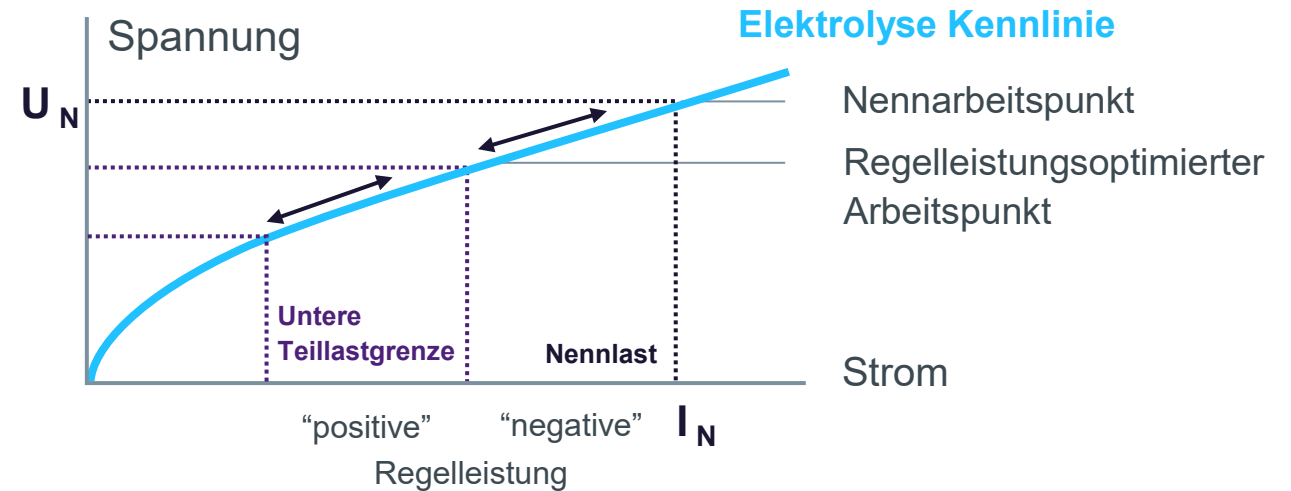 Elektrolyse Kennlinie
Spannung
U N
Nennarbeitspunkt
Regelleistungsoptimierter
Arbeitspunkt
Untere
Teillastgrenze
Nennlast
Strom
“positive”
“negative”
I N
Regelleistung